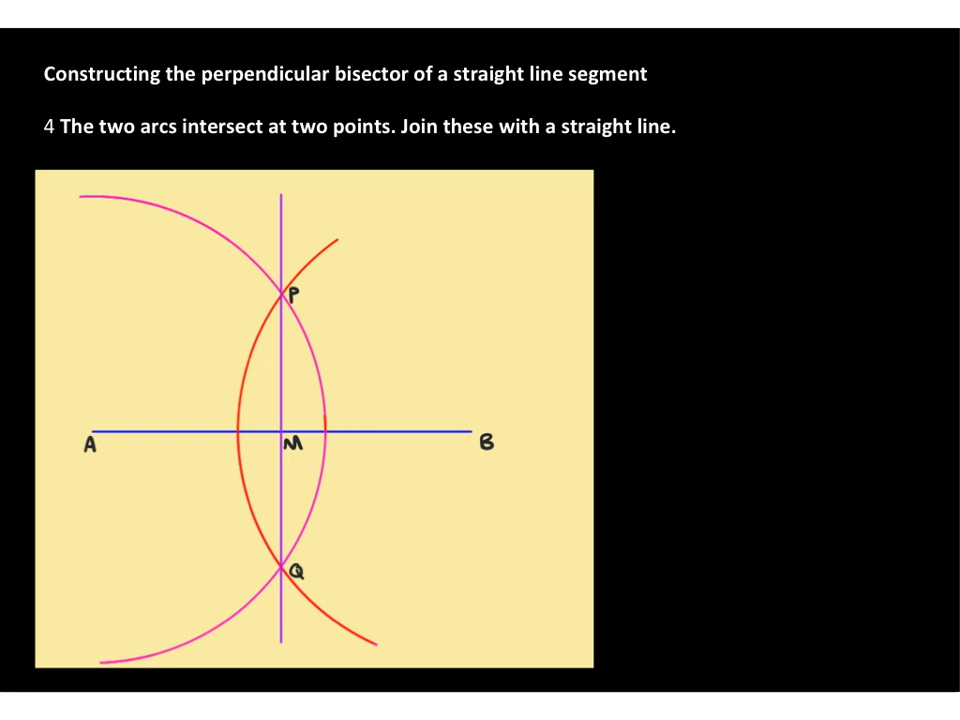 Constructing the perpendicular bisector of a straight line segment
4 The two arcs intersect at two points. Join these with a straight line.
P
A M B
Q